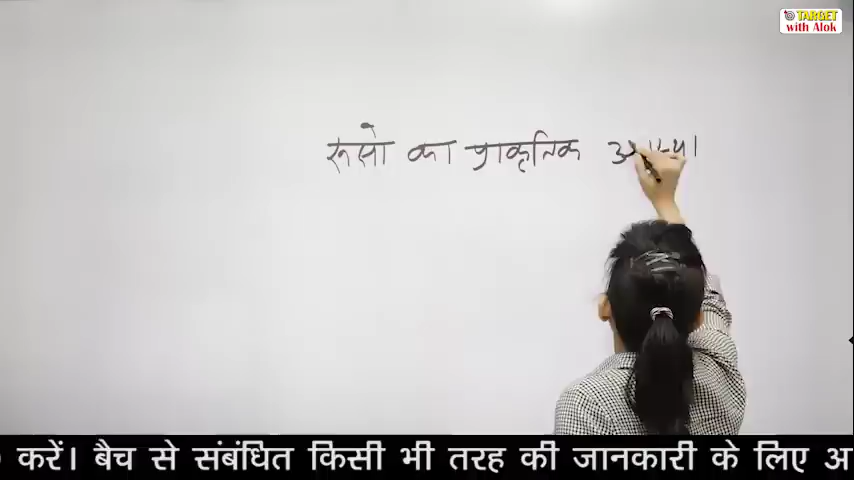 TARGET
with Alok
रूसो का प्राकृतिक
करें। बैच से संबंधित किसी भी तरह की जानकारी के लिए अ